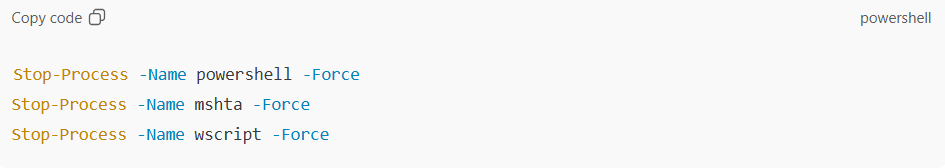 Copy code
powershell
Stop-Process -Name powershell -Force
Stop-Process -Name mshta -Force
Stop-Process -Name wscript -Force